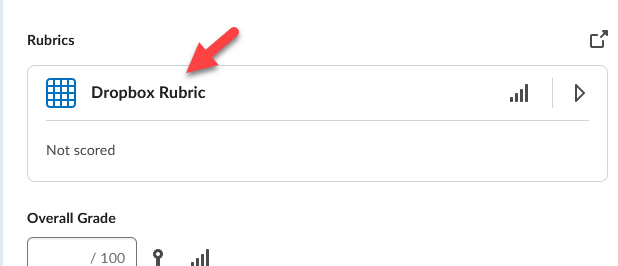 Rubrics
Dropbox Rubric
Not scored
Overall Grade
/ 100